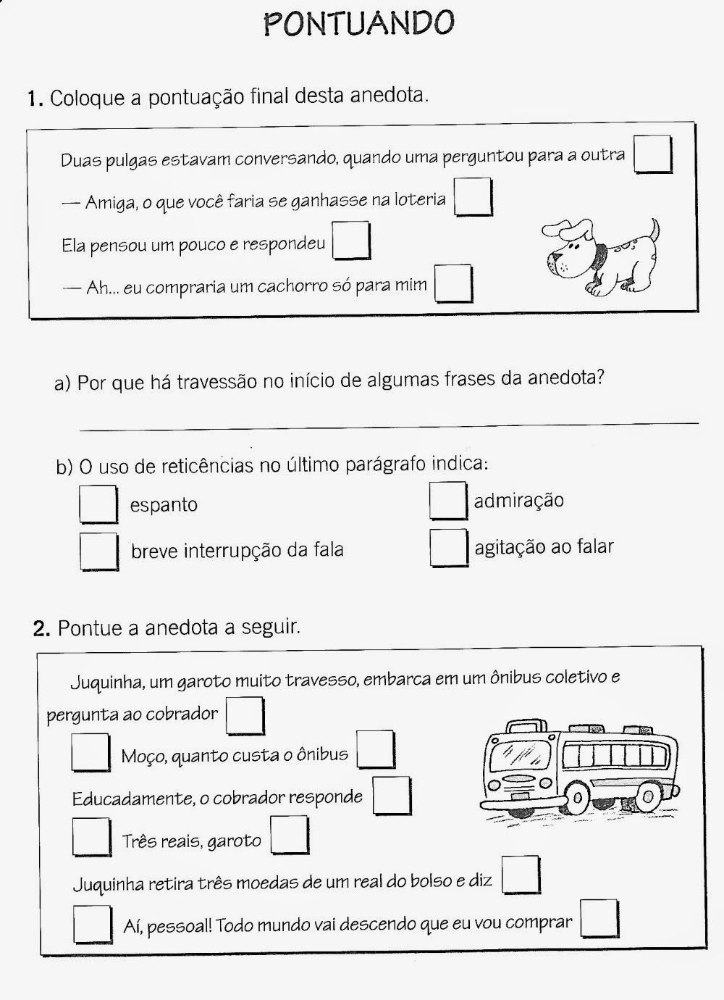 PONTUANDO
1. Coloque a pontuação final desta anedota.
Duas pulgas estavam conversando, quando uma perguntou para a outra
— Amiga, o que você faria se ganhasse na loteria
Ela pensou um pouco e respondeu
— Ah... eu compraria um cachorro só para mim
a) Por que há travessão no início de algumas frases da anedota?
b) O uso de reticências no último parágrafo indica:
espanto
admiração
breve interrupção da fala
agitação ao falar
2. Pontue a anedota a seguir.
Juquinha, um garoto muito travesso, embarca em um ônibus coletivo e
pergunta ao cobrador
Moço, quanto custa o ônibus
Educadamente, o cobrador responde
Três reais, garoto
Juquinha retira três moedas de um real do bolso e diz
Aí, pessoal! Todo mundo vai descendo que eu vou comprar